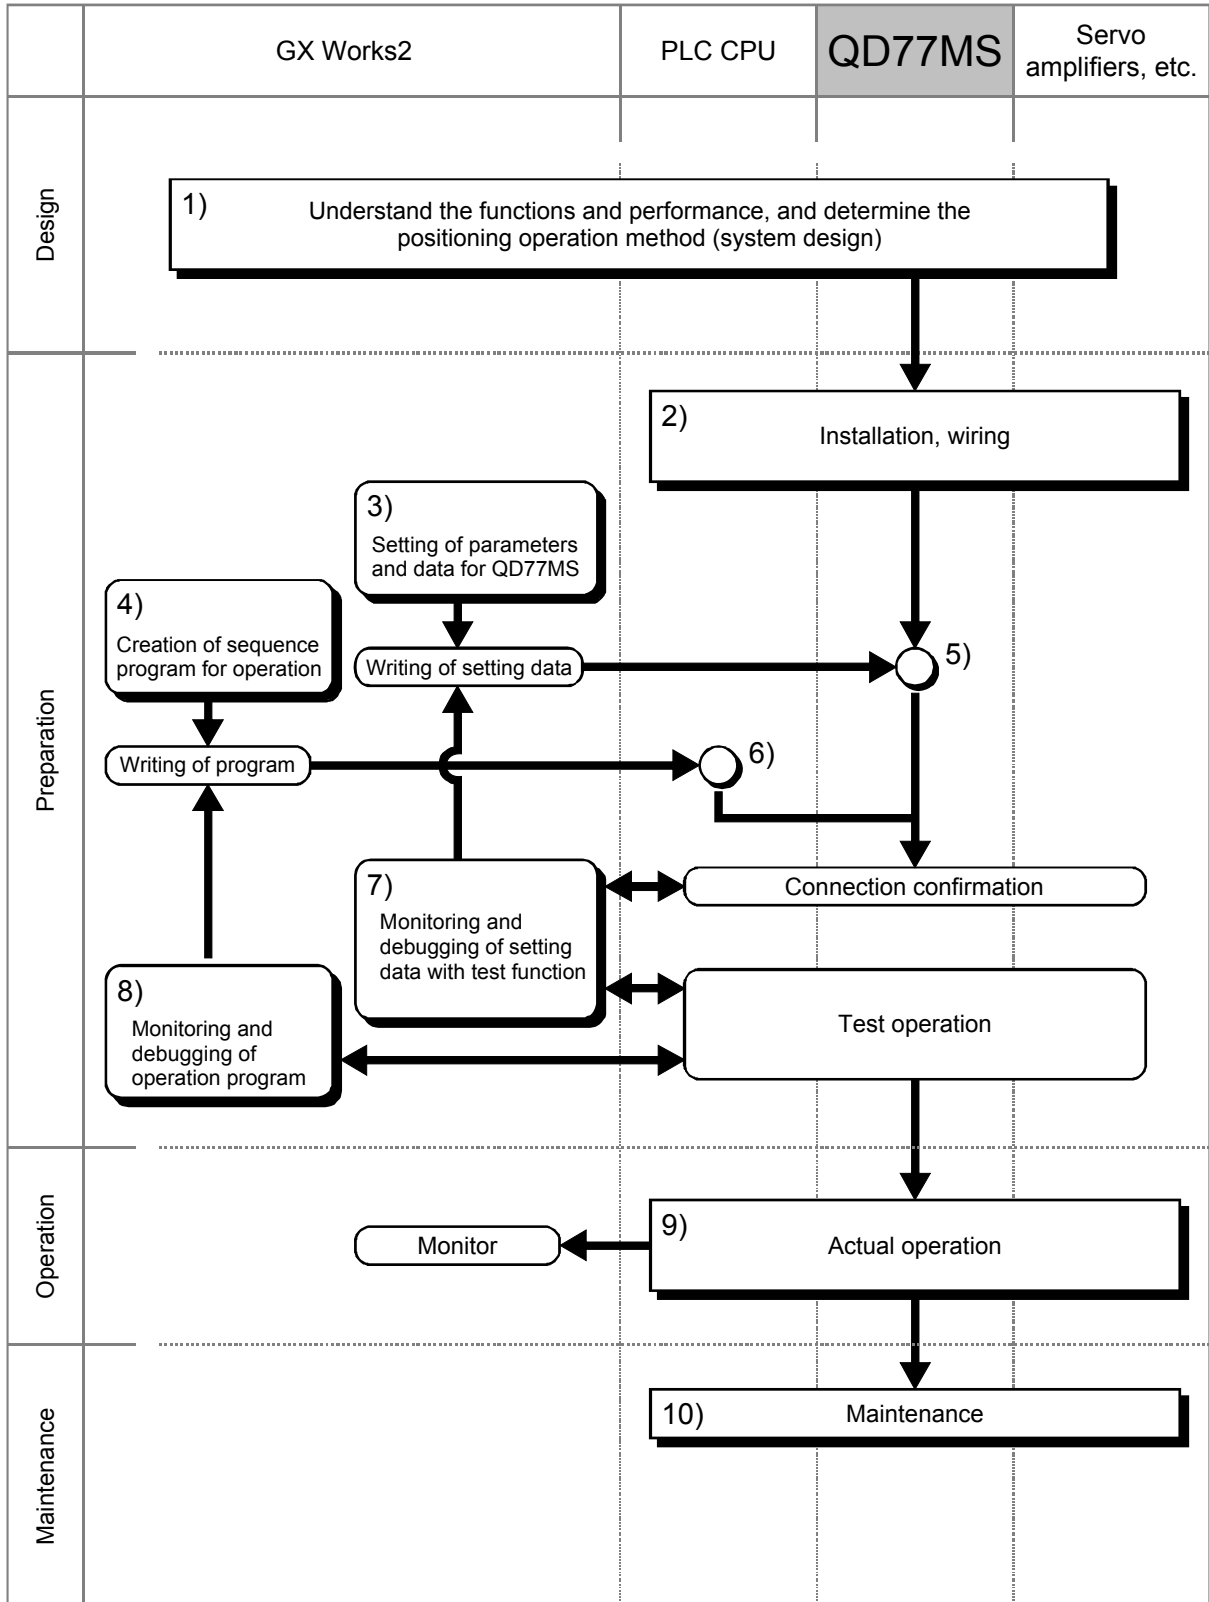 GX Works2
PLC CPU
QD77MS
Servo
amplifiers, etc.
Design
1)
Understand the functions and performance, and determine the
positioning operation method (system design)
Preparation
2)
Installation, wiring
3)
Setting of parameters
and data for QD77MS
4)
Creation of sequence
program for operation
Writing of setting data
5)
Writing of program
6)
7)
Monitoring and
debugging of setting
data with test function
Connection confirmation
8)
Monitoring and
debugging of
operation program
Test operation
Operation
Monitor
9)
Actual operation
Maintenance
10)
Maintenance